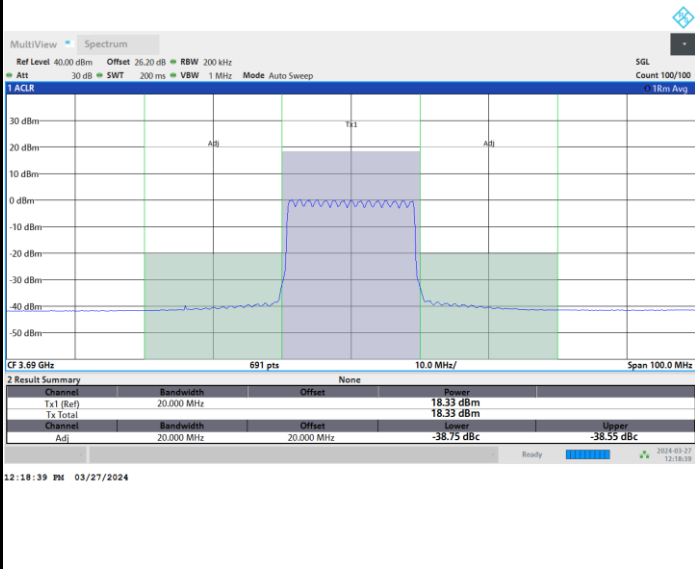 MultiView Spectrum
Ref Level 40.00 dBm Offset 26.20 dB RBW 200 kHz SGL
Att 30 dB SWT 200 ms VBW 1 MHz Mode Auto Sweep Count 100/100
1 ACLR 1Rm Avg
30 dBm
Tx1
20 dBm Adj Adj
10 dBm
0 dBm
-10 dBm
-20 dBm
-30 dBm
-40 dBm
-50 dBm
CF 3.69 GHz 691 pts 10.0 MHz/ Span 100.0 MHz
2 Result Summary None
Channel Bandwidth Offset Power
Tx1 (Ref) 20.000 MHz 18.33 dBm
Tx Total 18.33 dBm
Channel Bandwidth Offset Lower Upper
Adj 20.000 MHz 20.000 MHz -38.75 dBc -38.55 dBc
Ready 2024-03-27
12:18:39
12:18:39 PM 03/27/2024